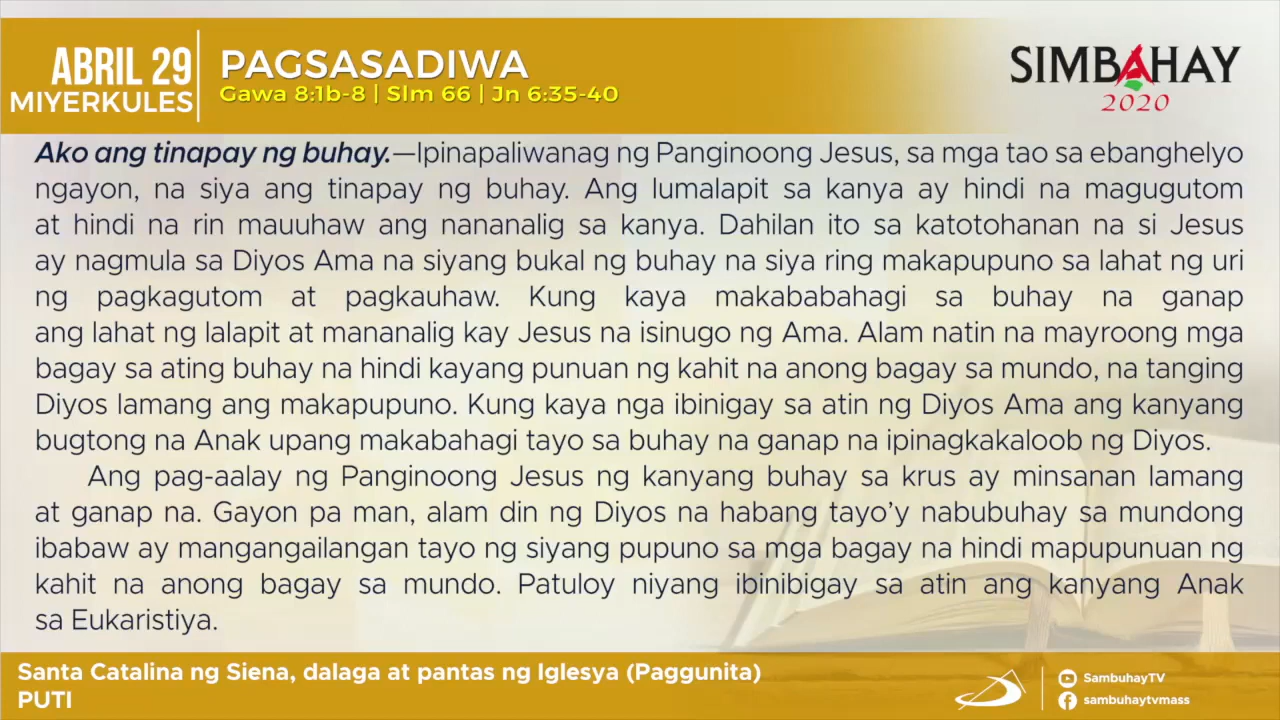 ABRIL 29
MIYERKULES
PAGSASADIWA
Gawa 8:1b-8 | Slm 66 | Jn 6:35-40
SIMBAHAY
2020
Ako ang tinapay ng buhay.—Ipinapaliwanag ng Panginoong Jesus, sa mga tao sa ebanghelyo
ngayon, na siya ang tinapay ng buhay. Ang lumalapit sa kanya ay hindi na magugutom
at hindi na rin mauuhaw ang nananalig sa kanya. Dahilan ito sa katotohanan na si Jesus
ay nagmula sa Diyos Ama na siyang bukal ng buhay na siya ring makapupuno sa lahat ng uri
ng pagkagutom at pagkauhaw. Kung kaya makababahagi sa buhay na ganap
ang lahat ng lalapit at mananalig kay Jesus na isinugo ng Ama. Alam natin na mayroong mga
bagay sa ating buhay na hindi kayang punuan ng kahit na anong bagay sa mundo, na tanging
Diyos lamang ang makapupuno. Kung kaya nga ibinigay sa atin ng Diyos Ama ang kanyang
bugtong na Anak upang makabahagi tayo sa buhay na ganap na ipinagkakaloob ng Diyos.
Ang pag-aalay ng Panginoong Jesus ng kanyang buhay sa krus ay minsanan lamang
at ganap na. Gayon pa man, alam din ng Diyos na habang tayo'y nabubuhay sa mundong
ibabaw ay mangangailangan tayo ng siyang pupuno sa mga bagay na hindi mapupunuan ng
kahit na anong bagay sa mundo. Patuloy niyang ibinibigay sa atin ang kanyang Anak
sa Eukaristiya.
Santa Catalina ng Siena, dalaga at pantas ng Iglesya (Paggunita)
PUTI
SambuhayTV
sambuhaytvmass